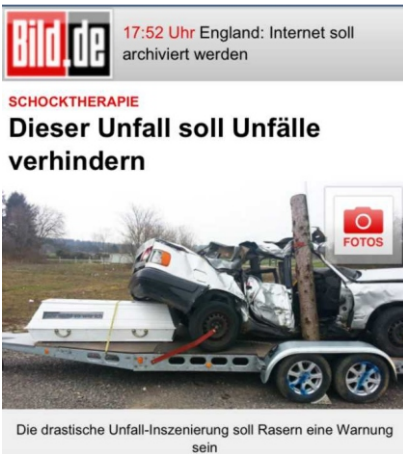 Bild.de
17:52 Uhr England: Internet soll
archiviert werden
SCHOCKTHERAPIE
Dieser Unfall soll Unfälle
verhindern
FOTOS
Die drastische Unfall-Inszenierung soll Rasern eine Warnung
sein